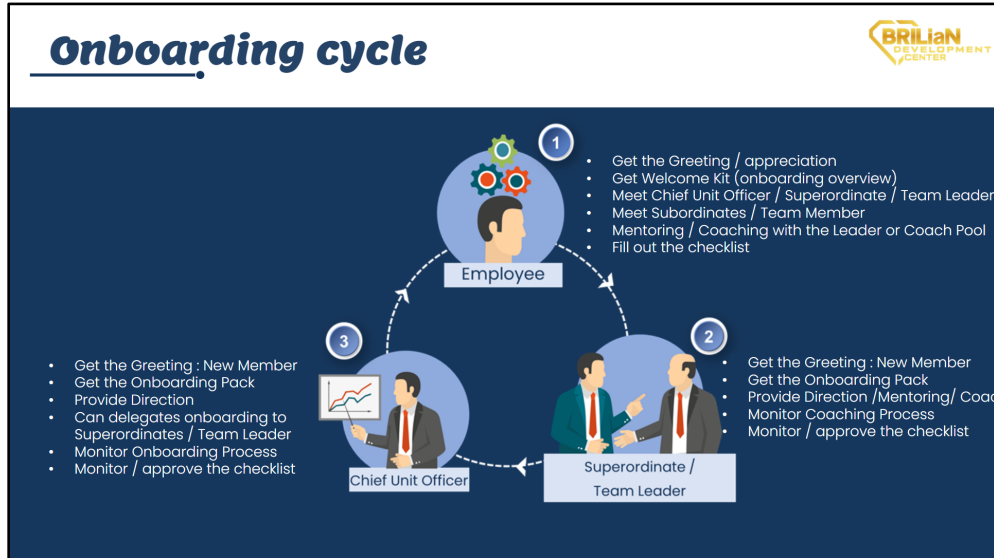 Onboarding cycle
BRILiaN
DEVELOPMENT
CENTER
1
• Get the Greeting / appreciation
• Get Welcome Kit (onboarding overview)
• Meet Chief Unit Officer / Superordinate / Team Leader
• Meet Subordinates / Team Member
• Mentoring / Coaching with the Leader or Coach Pool
• Fill out the checklist
Employee
2
• Get the Greeting : New Member
• Get the Onboarding Pack
• Provide Direction /Mentoring/ Coac
• Monitor Coaching Process
• Monitor / approve the checklist
Superordinate /
Team Leader
3
• Get the Greeting : New Member
• Get the Onboarding Pack
• Provide Direction
• Can delegates onboarding to
Superordinates / Team Leader
• Monitor Onboarding Process
• Monitor / approve the checklist
Chief Unit Officer